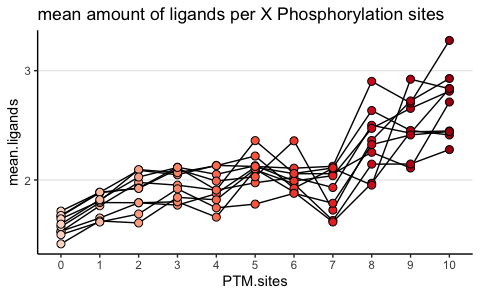 mean amount of ligands per X Phosphorylation sites
3
2
mean.ligands
0 1 2 3 4 5 6 7 8 9 10
PTM.sites